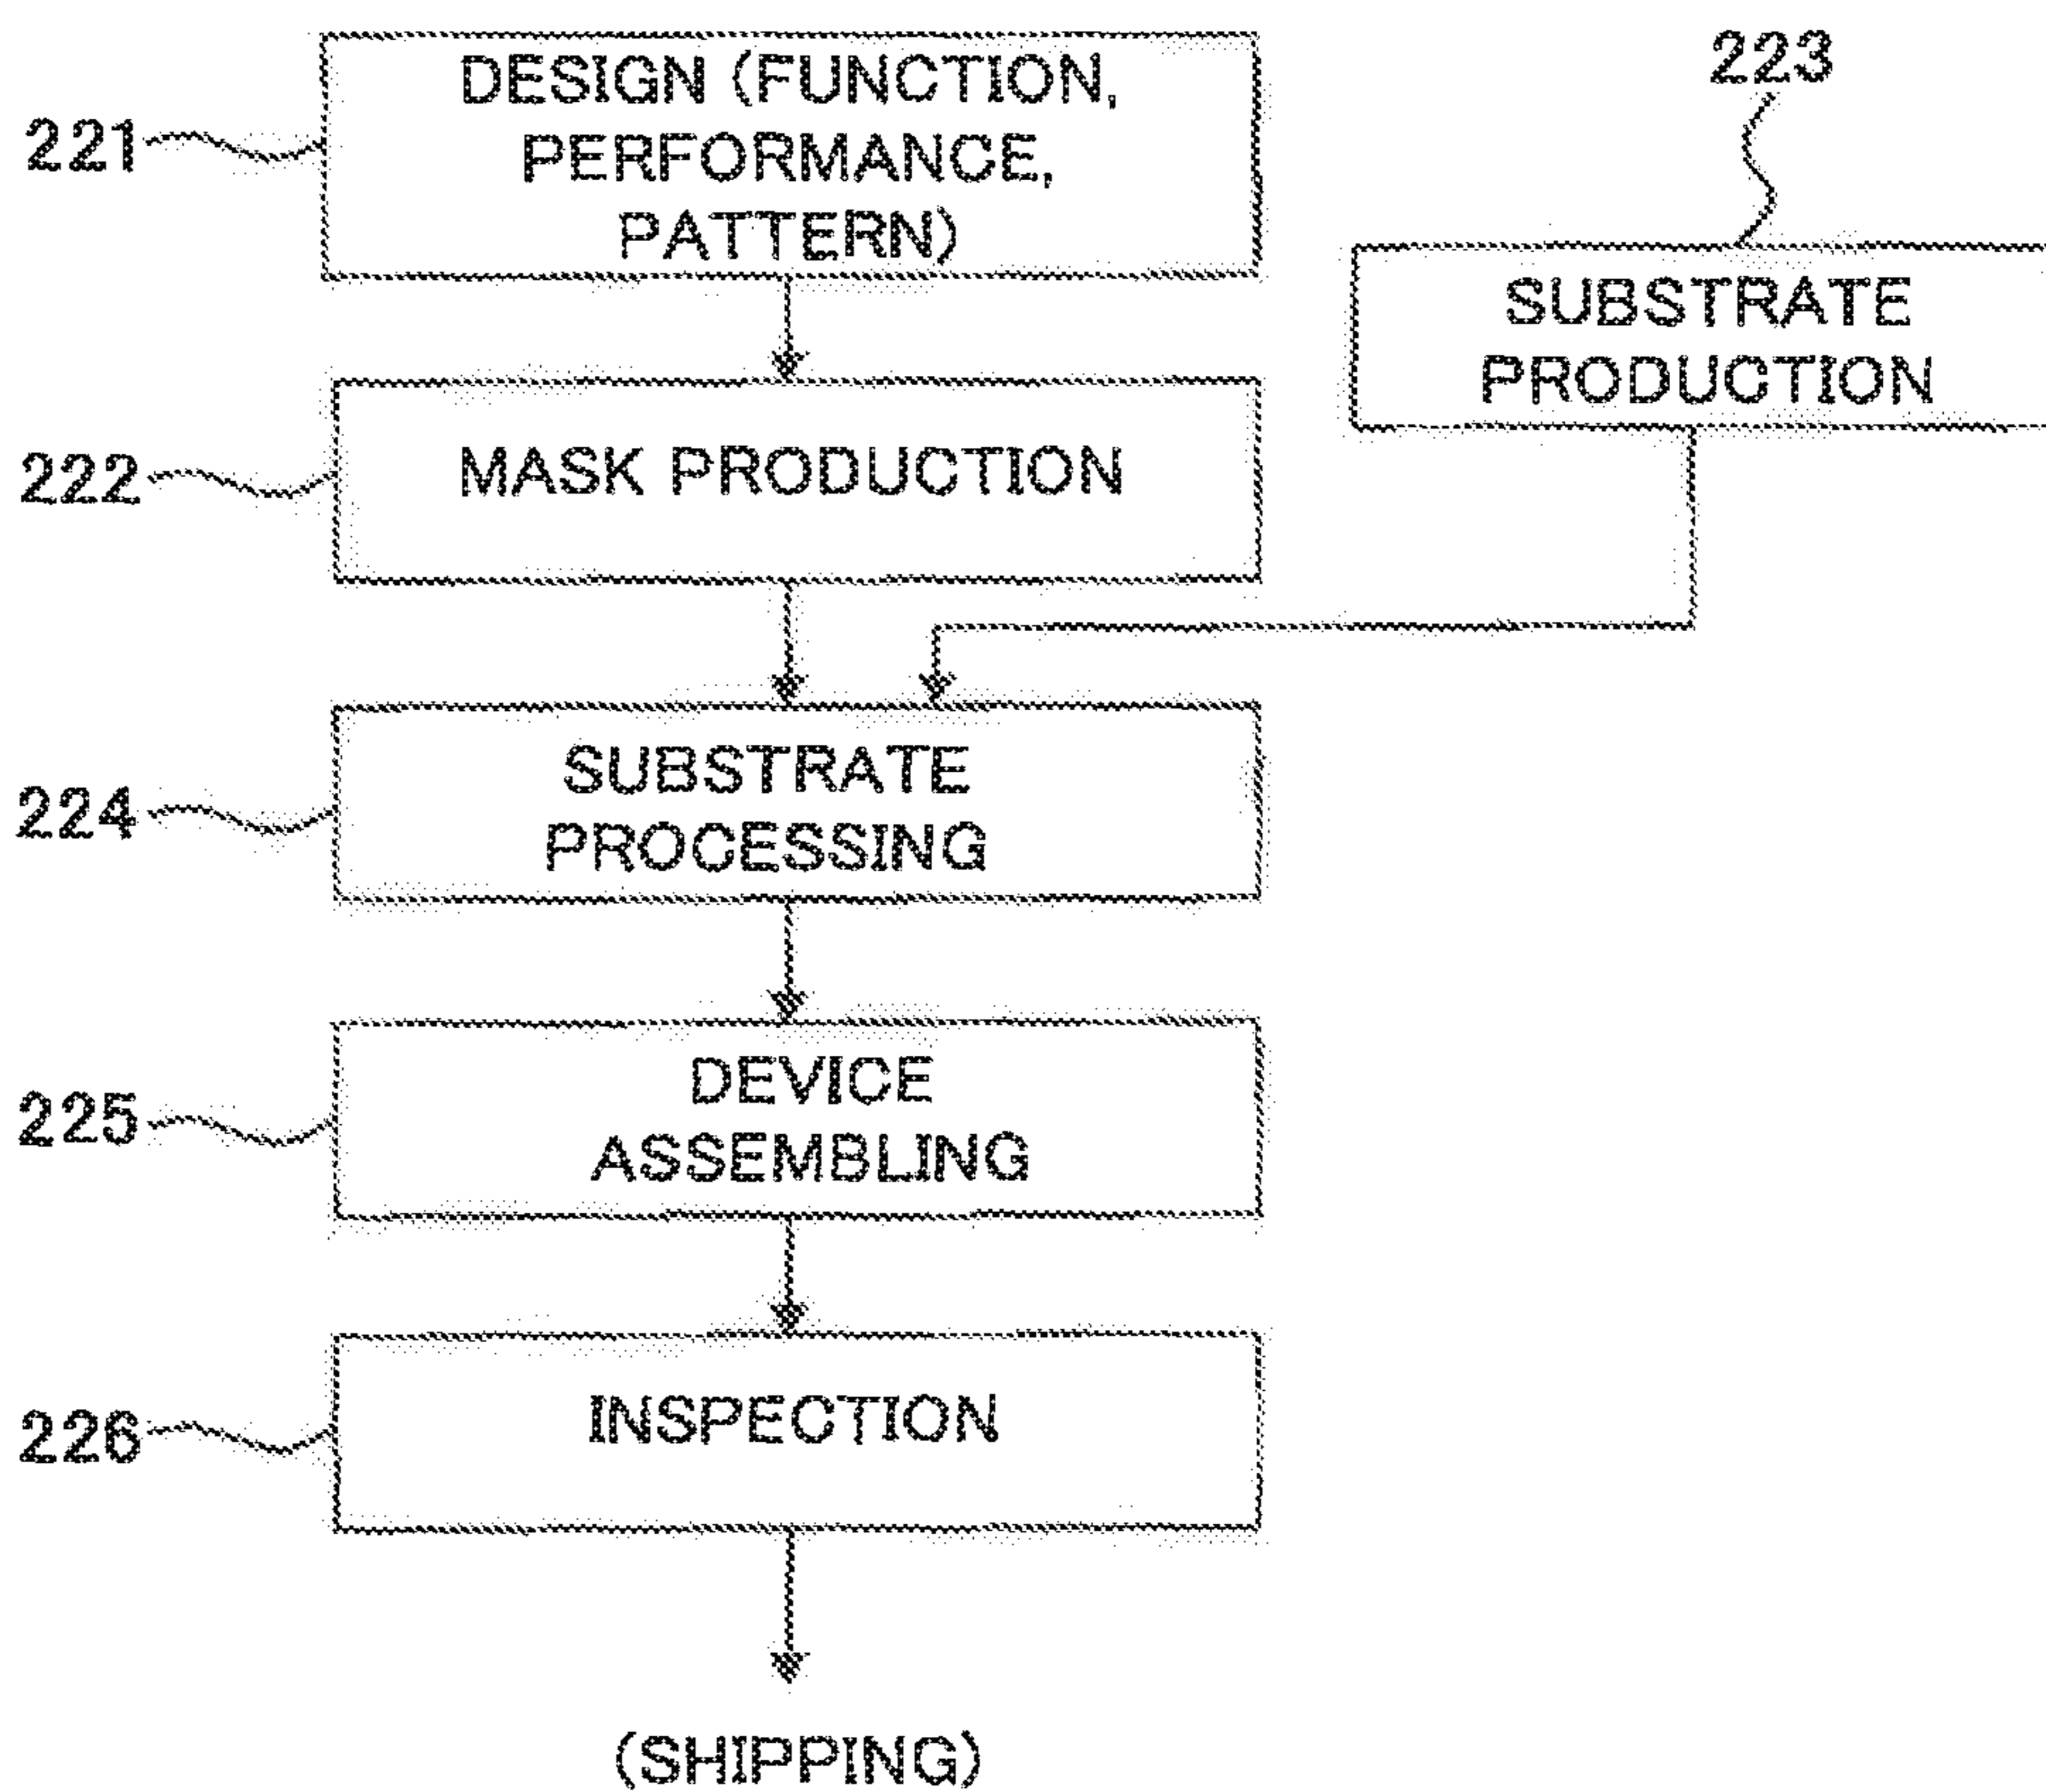 221
DESIGN (FUNCTION,
PERFORMANCE,
PATTERN)
223
SUBSTRATE
PRODUCTION
222
MASK PRODUCTION
224
SUBSTRATE
PROCESSING
225
DEVICE
ASSEMBLING
226
INSPECTION
(SHIPPING)